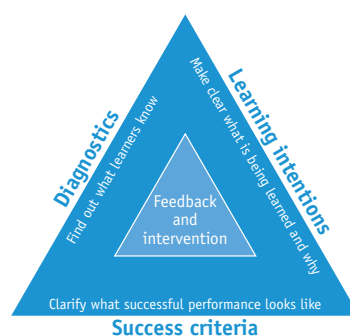 Diagnostics
Find out what learners know
Learning intentions
Make clear what is being learned and why
Feedback
and
intervention
Clarify what successful performance looks like
Success criteria